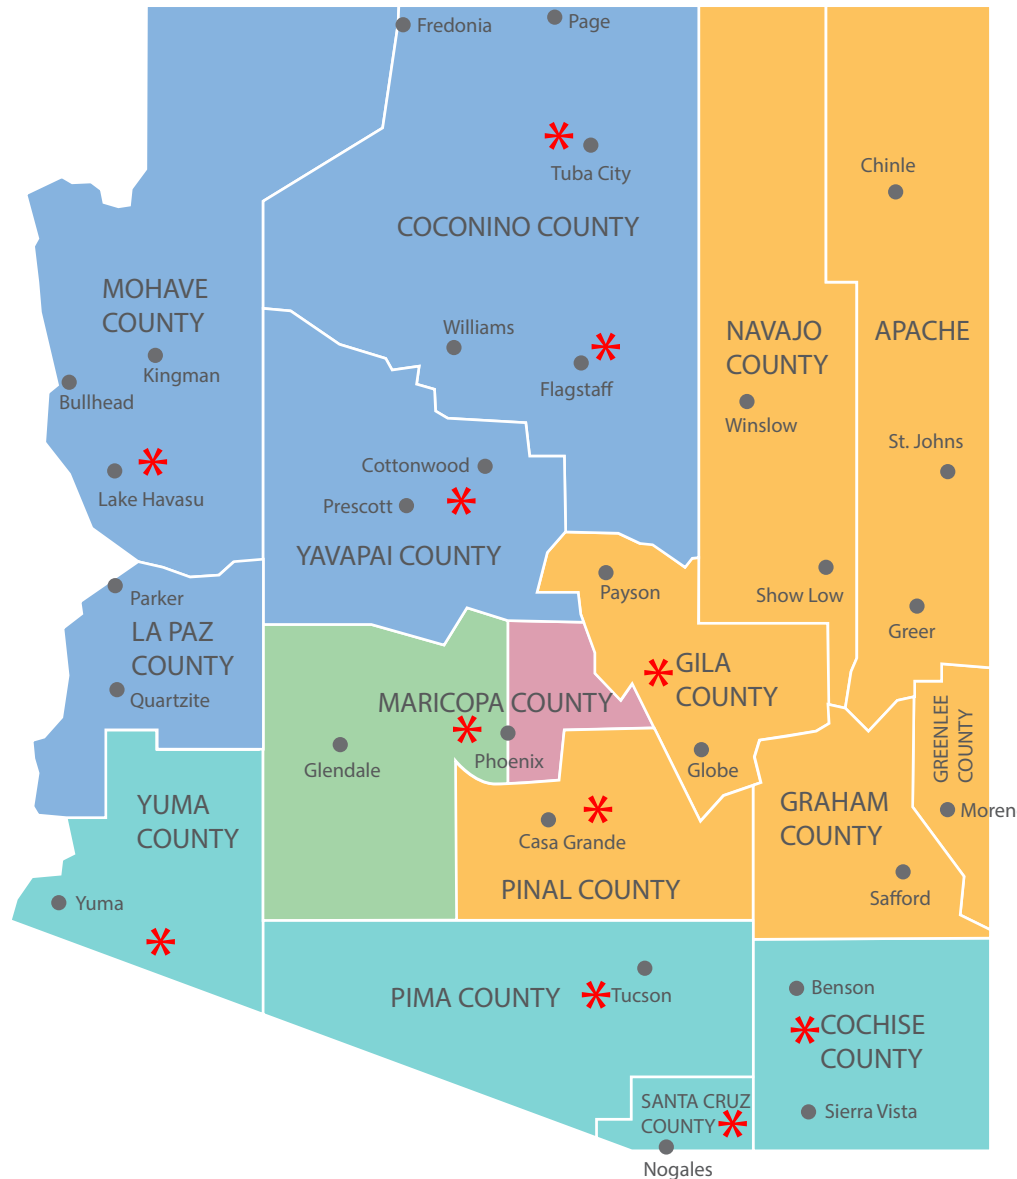 Fredonia
Page
Tuba City
Chinle
COCONINO COUNTY
MOHAVE
COUNTY
Kingman
Bullhead
Lake Havasu
Williams
Flagstaff
NAVAJO
COUNTY
Winslow
APACHE
St. Johns
Cottonwood
Prescott
YAVAPAI COUNTY
Payson
Show Low
Greer
Parker
LA PAZ
COUNTY
Quartzite
MARICOPA COUNTY
Phoenix
Glendale
GILA
COUNTY
Globe
GREENLEE
COUNTY
Moren
YUMA
COUNTY
Yuma
Casa Grande
PINAL COUNTY
GRAHAM
COUNTY
Safford
PIMA COUNTY
Tucson
Benson
COCHISE
COUNTY
Sierra Vista
SANTA CRUZ
COUNTY
Nogales